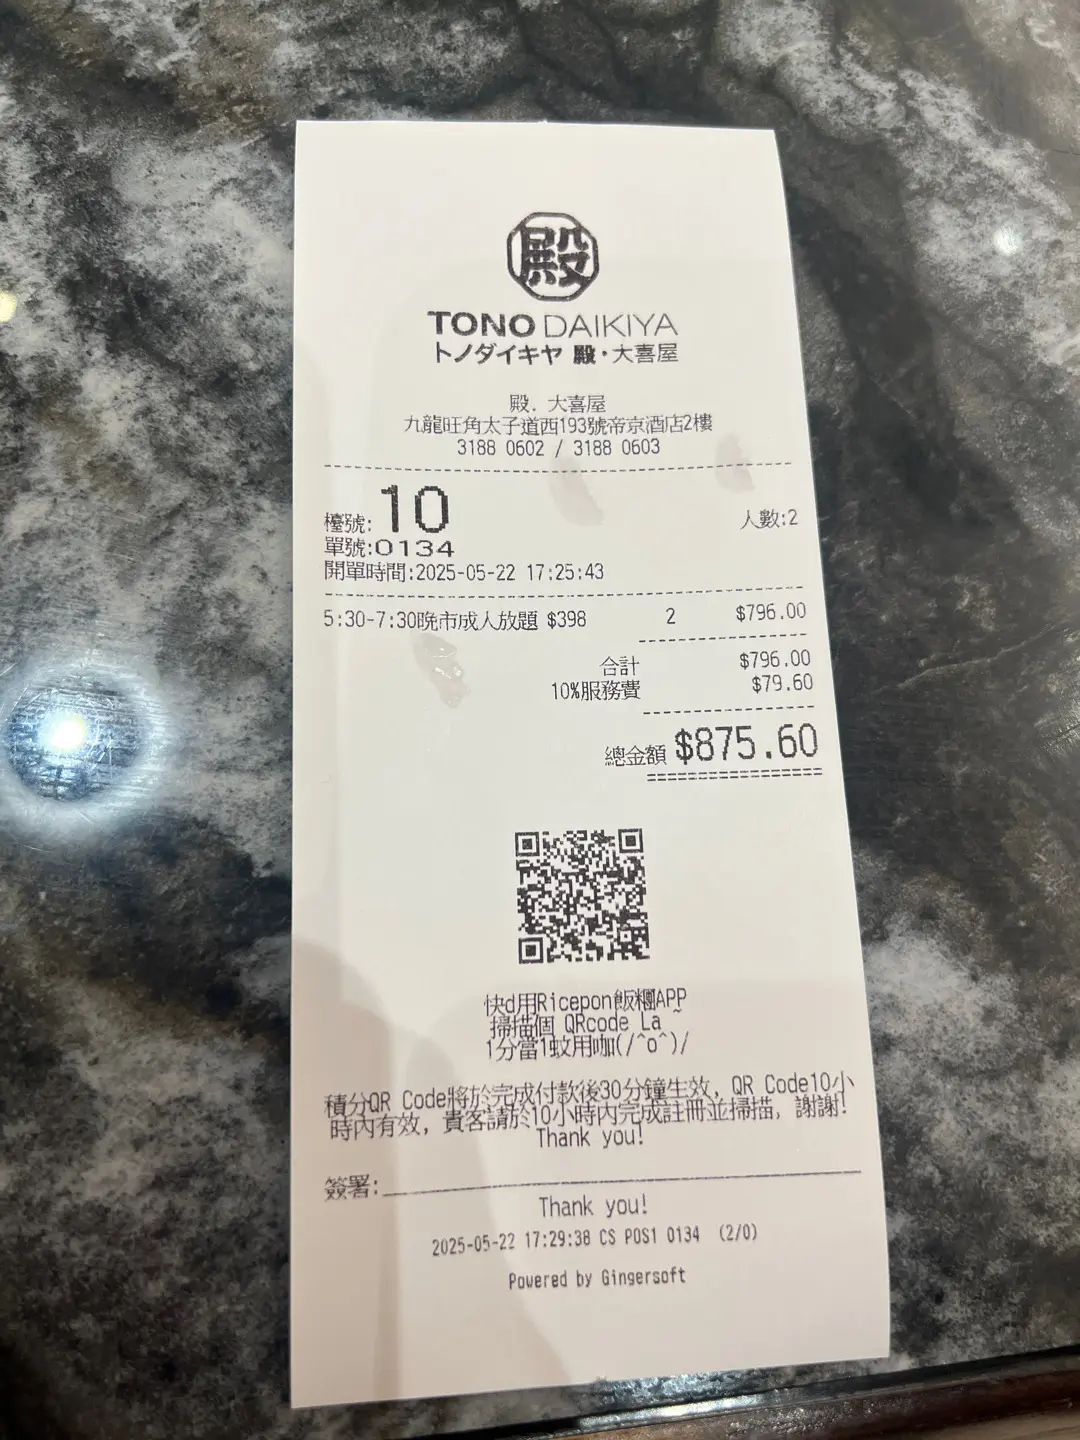 殿
TONO DAIKIYA
トノダイキヤ 殿・大喜屋
殿. 大喜屋
九龍旺角太子道西193號帝京酒店2樓
3188 0602 / 3188 0603
檯號: 10 人數:2
單號:0134
開單時間:2025-05-22 17:25:43
5:30-7:30晚市成人放題 $398 2 $796.00
合計 $796.00
10%服務費 $79.60
總金額 $875.60
快d用Ricepon飯糰APP
掃描個 QRcode La ~
1分當1蚊用咖(/^o^)/
積分QR Code將於完成付款後30分鐘生效, QR Code10小
時內有效, 貴客請於10小時內完成註冊並掃描, 謝謝!
Thank you!
簽署:
Thank you!
2025-05-22 17:29:38 CS POS1 0134 (2/0)
Powered by Gingersoft